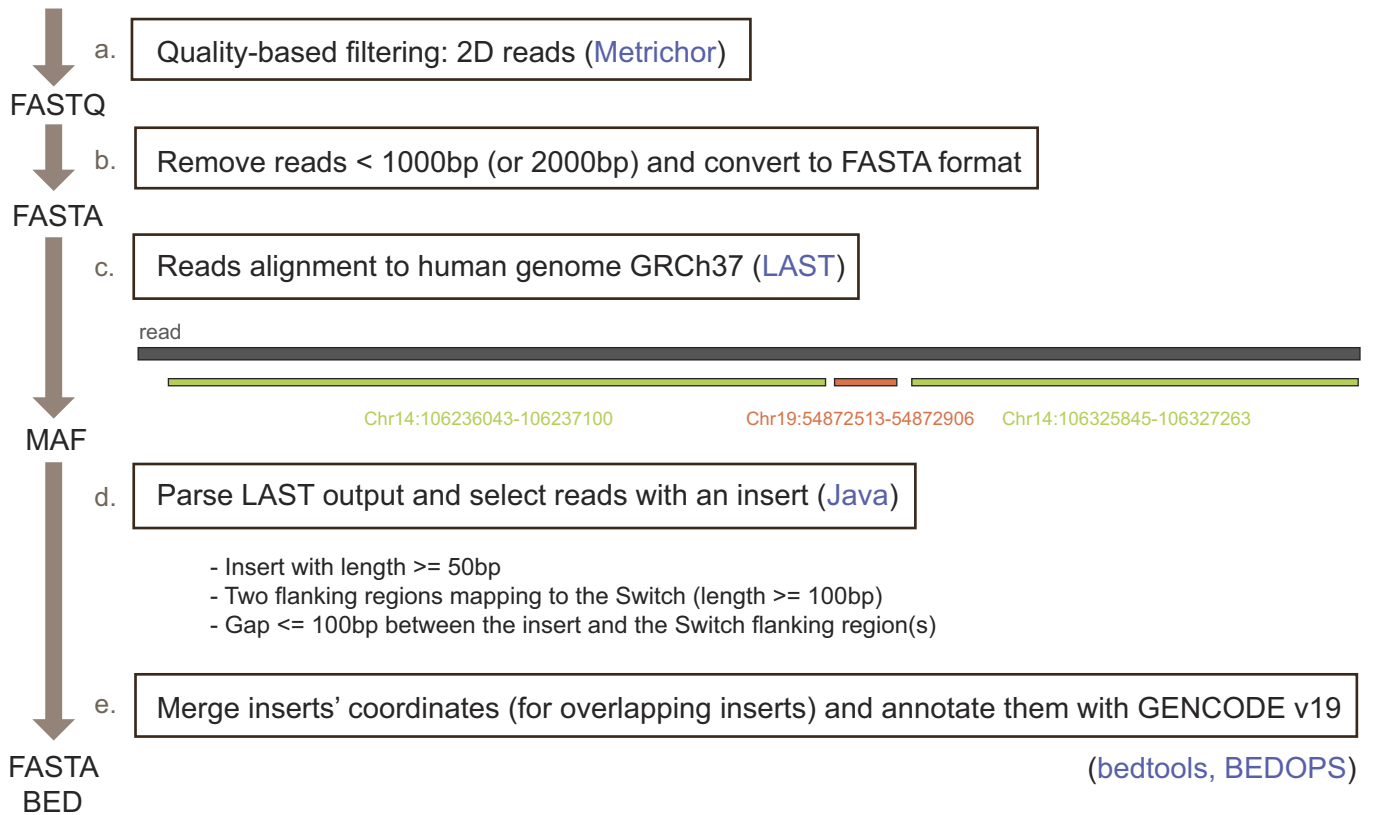 a. Quality-based filtering: 2D reads (Metrichor)
FASTQ
b. Remove reads < 1000bp (or 2000bp) and convert to FASTA format
FASTA
c. Reads alignment to human genome GRCh37 (LAST)
read
Chr14:106236043-106237100 Chr19:54872513-54872906 Chr14:106325845-106327263
MAF
d. Parse LAST output and select reads with an insert (Java)
- Insert with length >= 50bp
- Two flanking regions mapping to the Switch (length >= 100bp)
- Gap <= 100bp between the insert and the Switch flanking region(s)
e. Merge inserts’ coordinates (for overlapping inserts) and annotate them with GENCODE v19
(bedtools, BEDOPS)
FASTA
BED